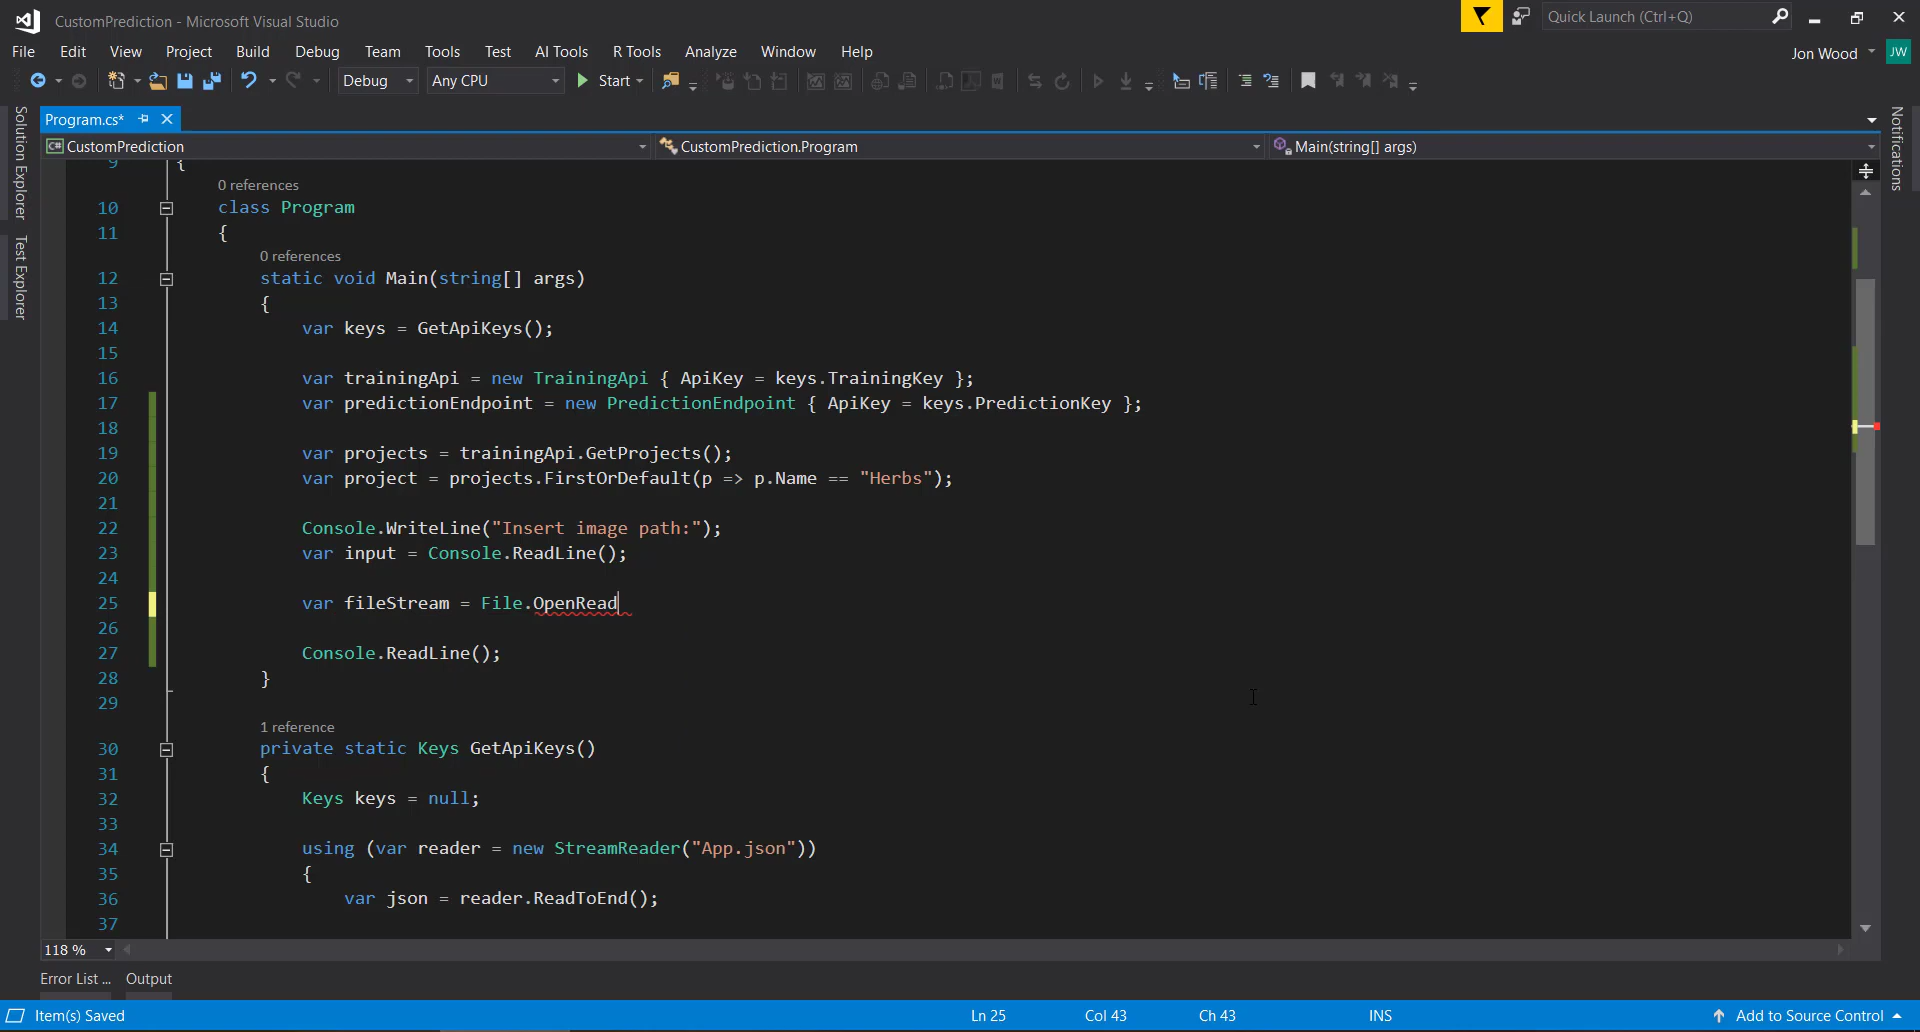 CustomPrediction - Microsoft Visual Studio
Quick Launch (Ctrl+Q)
File Edit View Project Build Debug Team Tools Test AI Tools R Tools Analyze Window Help
Jon Wood JW
Debug Any CPU Start
Program.cs*
CustomPrediction CustomPrediction.Program Main(string[] args)
Solution Explorer
Test Explorer
Notifications
9 {
0 references
10 class Program
11 {
0 references
12 static void Main(string[] args)
13 {
14 var keys = GetApiKeys();
15
16 var trainingApi = new TrainingApi { ApiKey = keys.TrainingKey };
17 var predictionEndpoint = new PredictionEndpoint { ApiKey = keys.PredictionKey };
18
19 var projects = trainingApi.GetProjects();
20 var project = projects.FirstOrDefault(p => p.Name == "Herbs");
21
22 Console.WriteLine("Insert image path:");
23 var input = Console.ReadLine();
24
25 var fileStream = File.OpenRead
26
27 Console.ReadLine();
28 }
29
1 reference
30 private static Keys GetApiKeys()
31 {
32 Keys keys = null;
33
34 using (var reader = new StreamReader("App.json"))
35 {
36 var json = reader.ReadToEnd();
37
118 %
Error List ... Output
Item(s) Saved Ln 25 Col 43 Ch 43 INS Add to Source Control